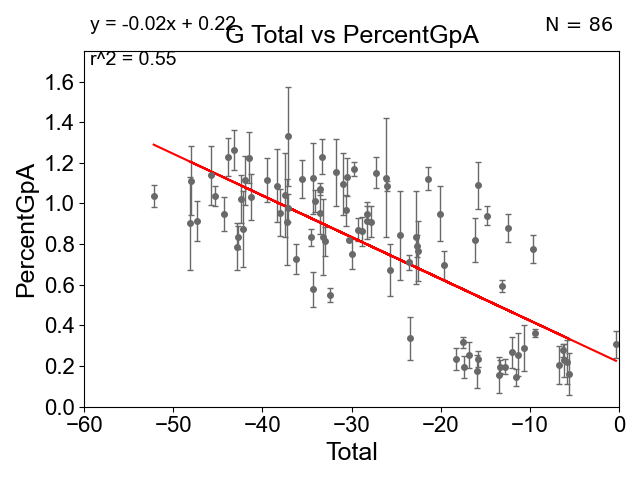 y = -0.02x + 0.22
G Total vs PercentGpA
N = 86
r^2 = 0.55
1.6
1.4
1.2
1.0
0.8
0.6
0.4
0.2
0.0
PercentGpA
−60 −50 −40 −30 −20 −10 0
Total